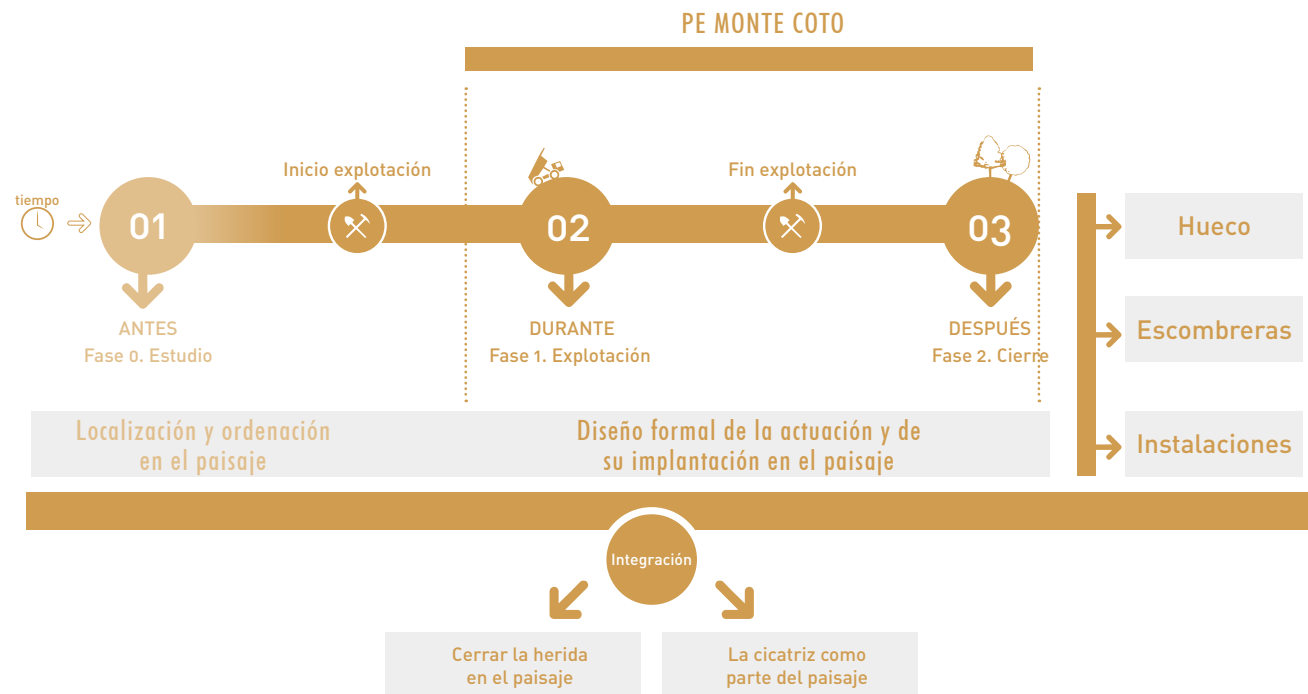 PE MONTE COTO
tiempo
01
Inicio explotación
02
Fin explotación
03
ANTES
Fase 0. Estudio
DURANTE
Fase 1. Explotación
DESPUÉS
Fase 2. Cierre
Hueco
Escombreras
Instalaciones
Localización y ordenación
en el paisaje
Diseño formal de la actuación y de
su implantación en el paisaje
Integración
Cerrar la herida
en el paisaje
La cicatriz como
parte del paisaje